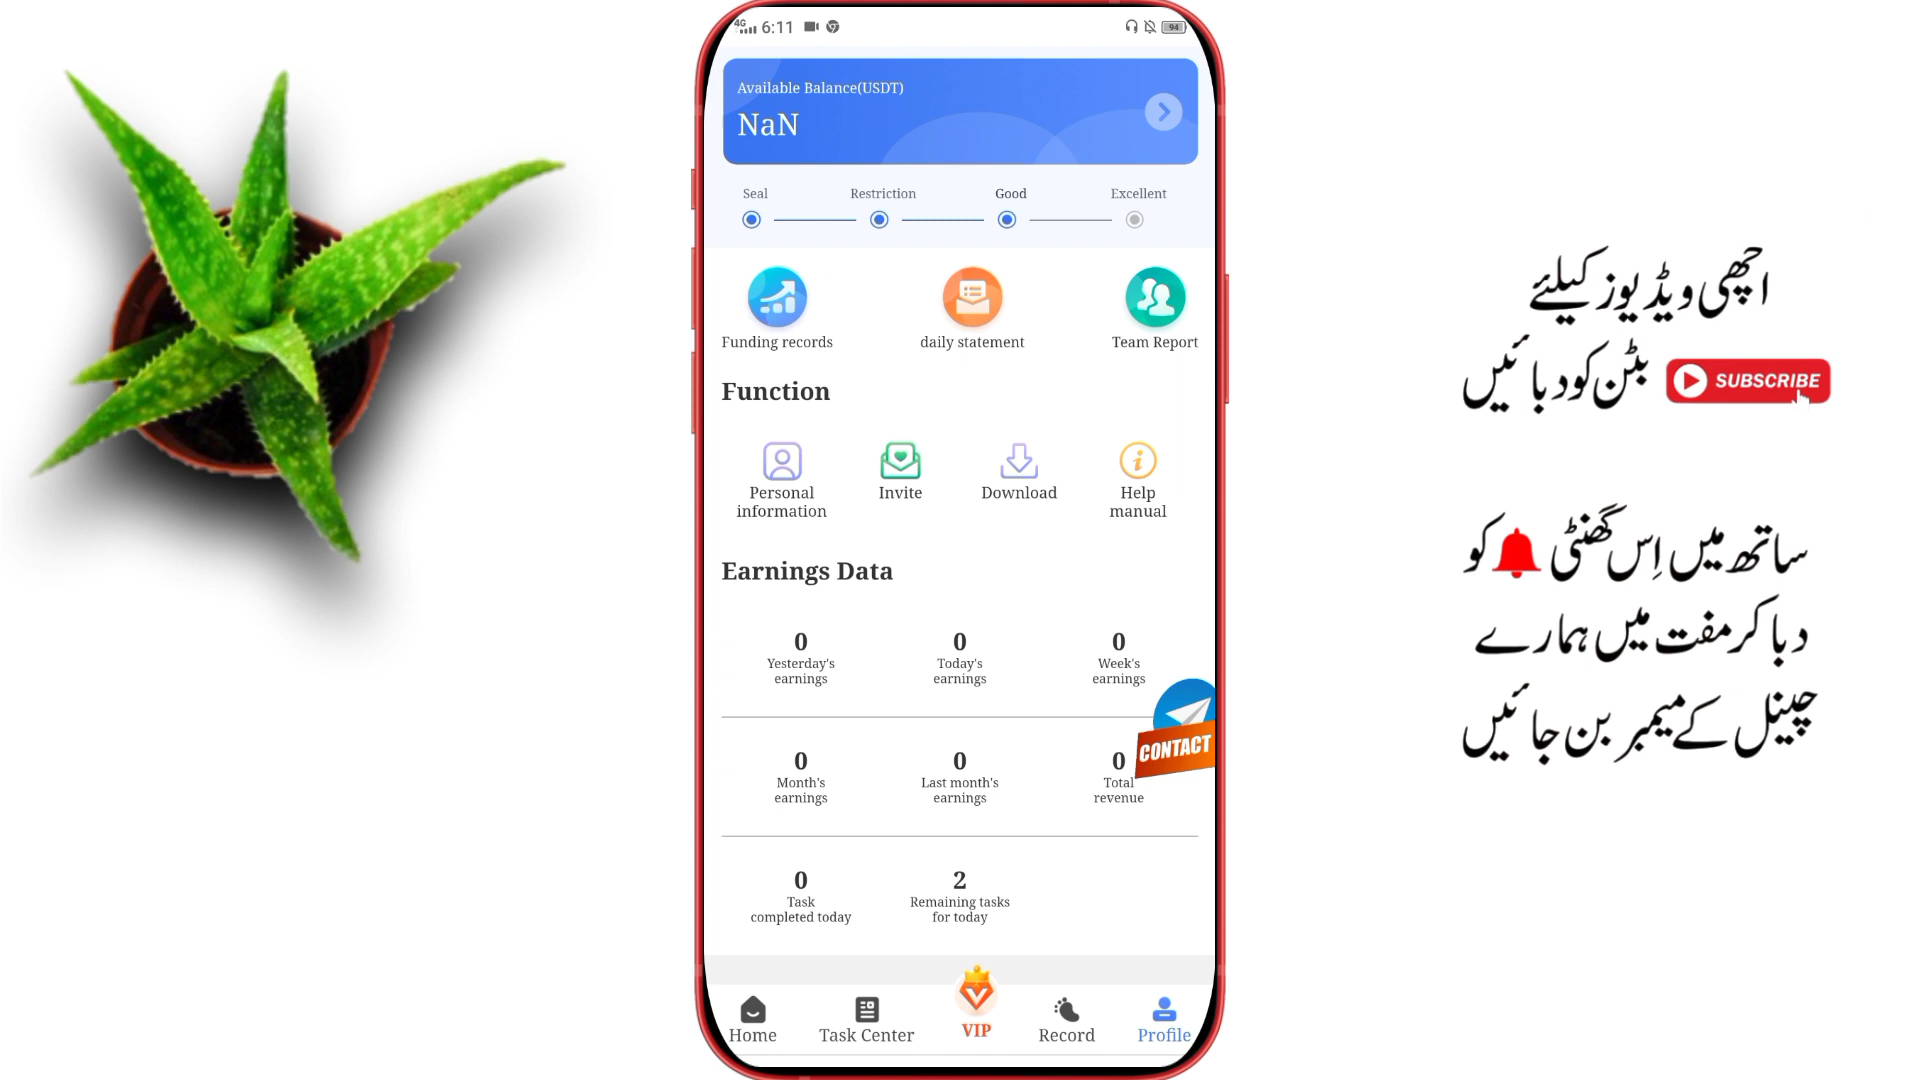 4G 6:11 94
Available Balance(USDT)
NaN
Seal Restriction Good Excellent
Funding records daily statement Team Report
Function
Personal information Invite Download Help manual
Earnings Data
0 0 0
Yesterday's earnings Today's earnings Week's earnings
CONTACT
0 0 0
Month's earnings Last month's earnings Total revenue
0 2
Task completed today Remaining tasks for today
Home Task Center VIP Record Profile
اچھی ویڈیوز کیلئے
SUBSCRIBE بٹن کو دبائیں
ساتھ میں اِس گھنٹی کو
دبا کر مفت میں ہمارے
چینل کے میمبر بن جائیں